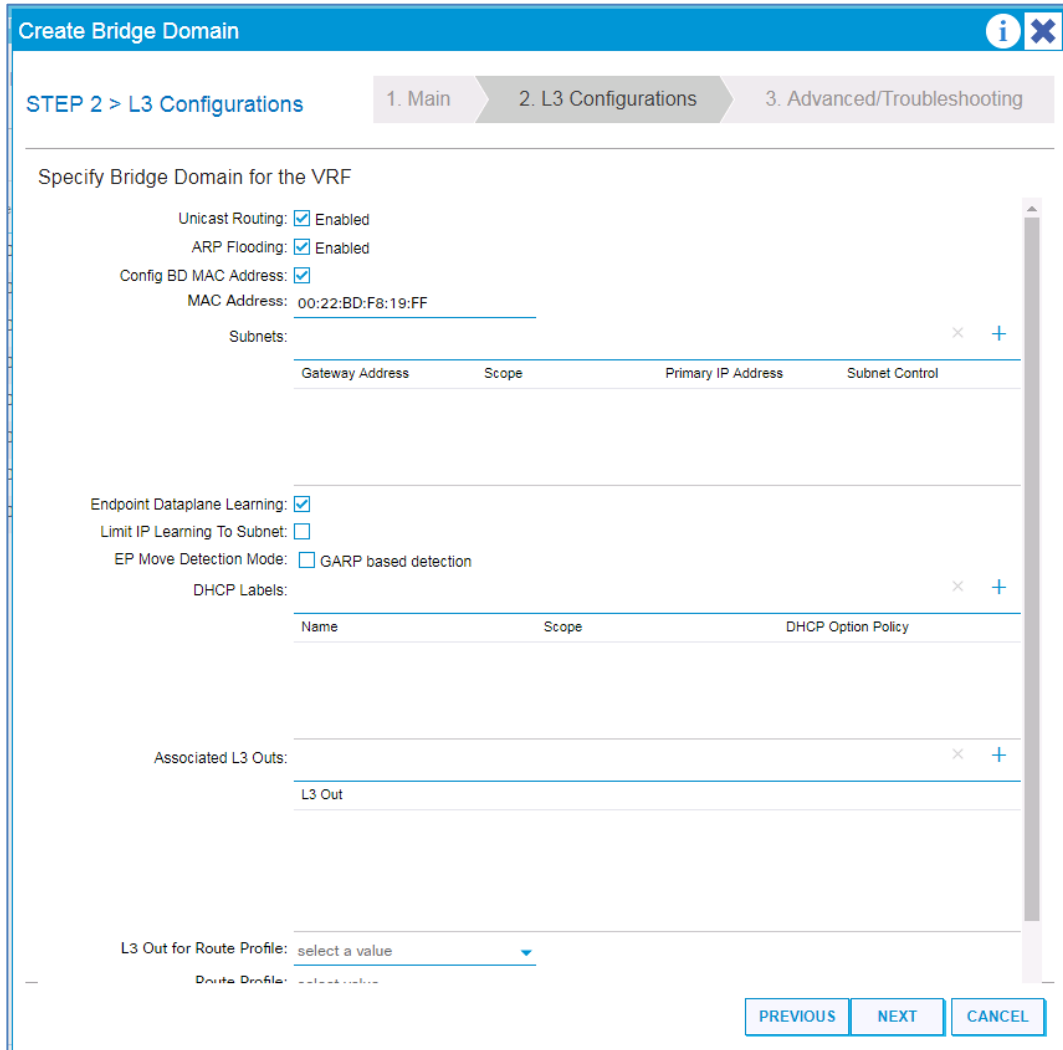 Create Bridge Domain
STEP 2 > L3 Configurations
1. Main
2. L3 Configurations
3. Advanced/Troubleshooting
Specify Bridge Domain for the VRF
Unicast Routing: Enabled
ARP Flooding: Enabled
Config BD MAC Address:
MAC Address: 00:22:BD:F8:19:FF
Subnets:
Gateway Address Scope Primary IP Address Subnet Control
Endpoint Dataplane Learning:
Limit IP Learning To Subnet:
EP Move Detection Mode: GARP based detection
DHCP Labels:
Name Scope DHCP Option Policy
Associated L3 Outs:
L3 Out
L3 Out for Route Profile: select a value
Route Profile: select value
PREVIOUS NEXT CANCEL